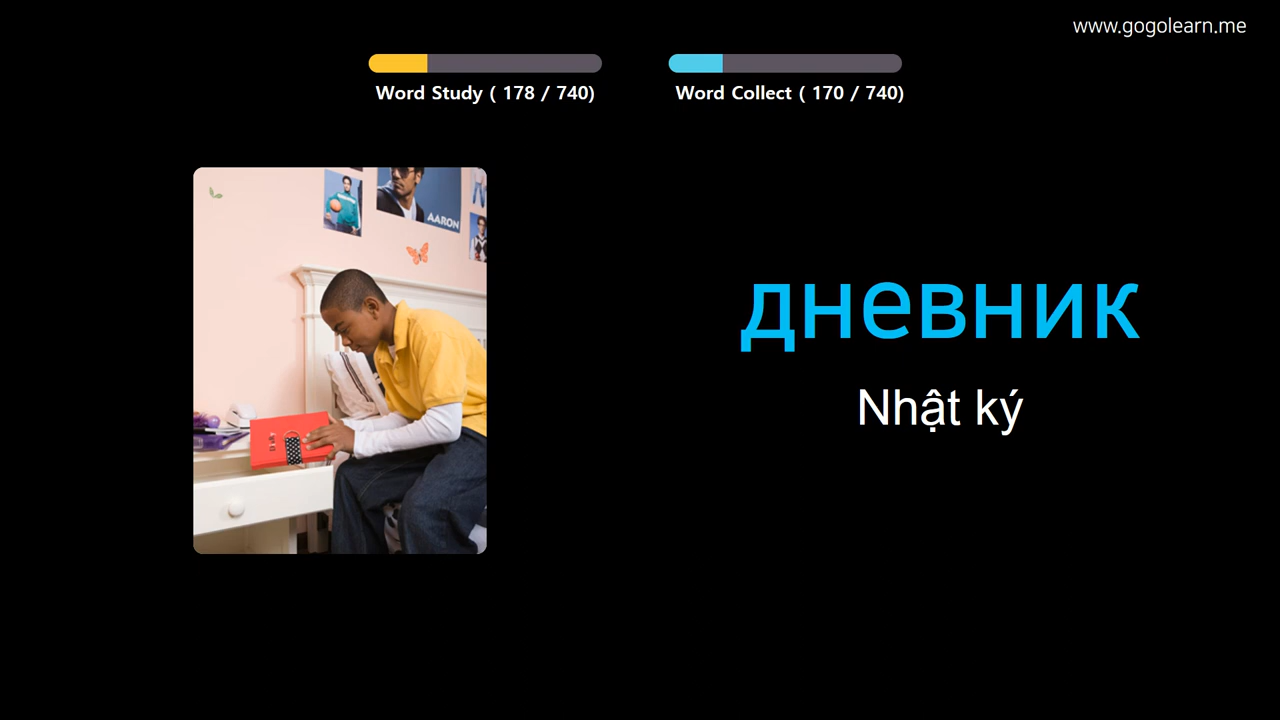 www.gogolearn.me
Word Study ( 178 / 740)
Word Collect ( 170 / 740)
AARON
дневник
Nhật ký